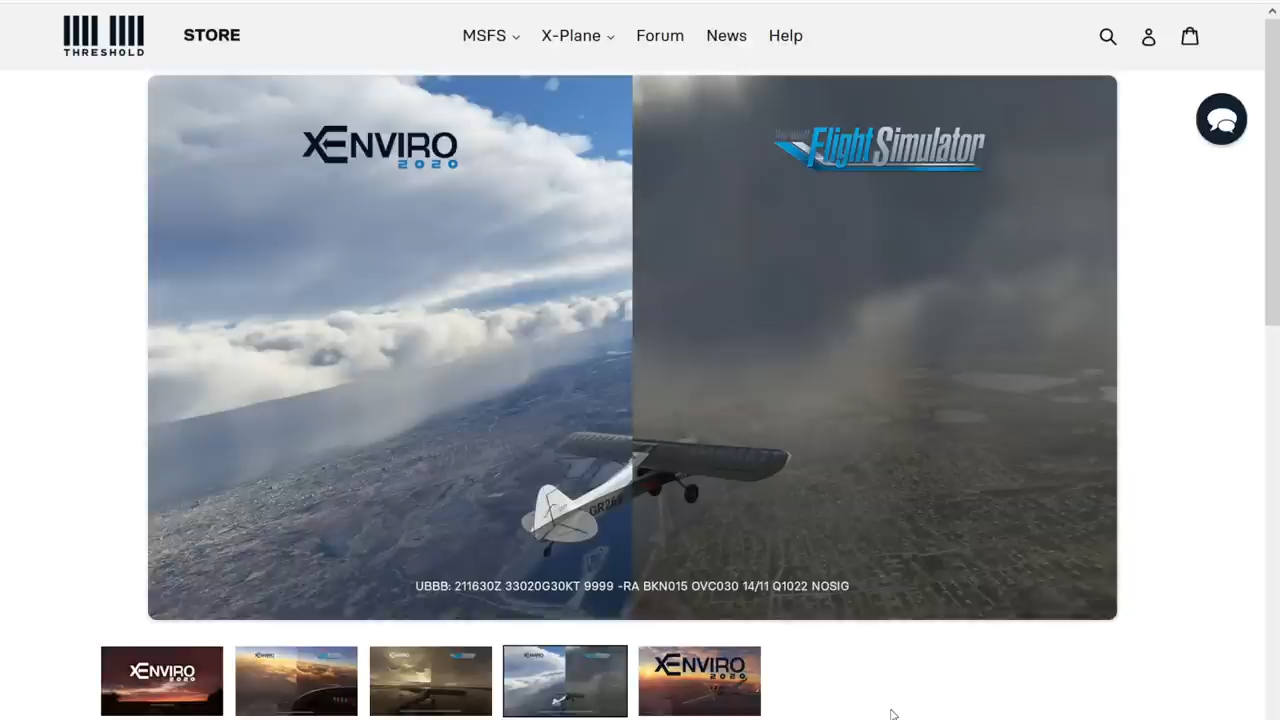 THRESHOLD
STORE
MSFS
X-Plane
Forum
News
Help
XENVIRO
2020
Flight Simulator
GR2A
UBBB: 211630Z 33020G30KT 9999 -RA BKN015 OVC030 14/11 Q1022 NOSIG
XENVIRO
2020
XENVIRO
2020